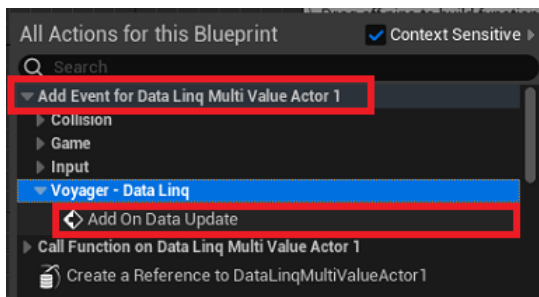 All Actions for this Blueprint
Context Sensitive
Search
Add Event for Data Linq Multi Value Actor 1
Collision
Game
Input
Voyager - Data Linq
Add On Data Update
Call Function on Data Linq Multi Value Actor 1
Create a Reference to DataLinqMultiValueActor1